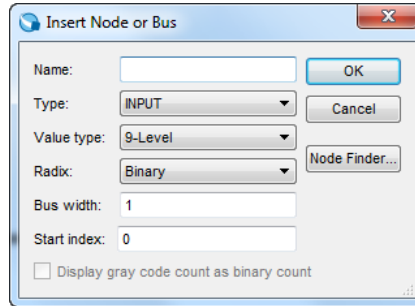 Insert Node or Bus
Name:
OK
Type: INPUT
Cancel
Value type: 9-Level
Radix: Binary
Node Finder...
Bus width: 1
Start index: 0
Display gray code count as binary count